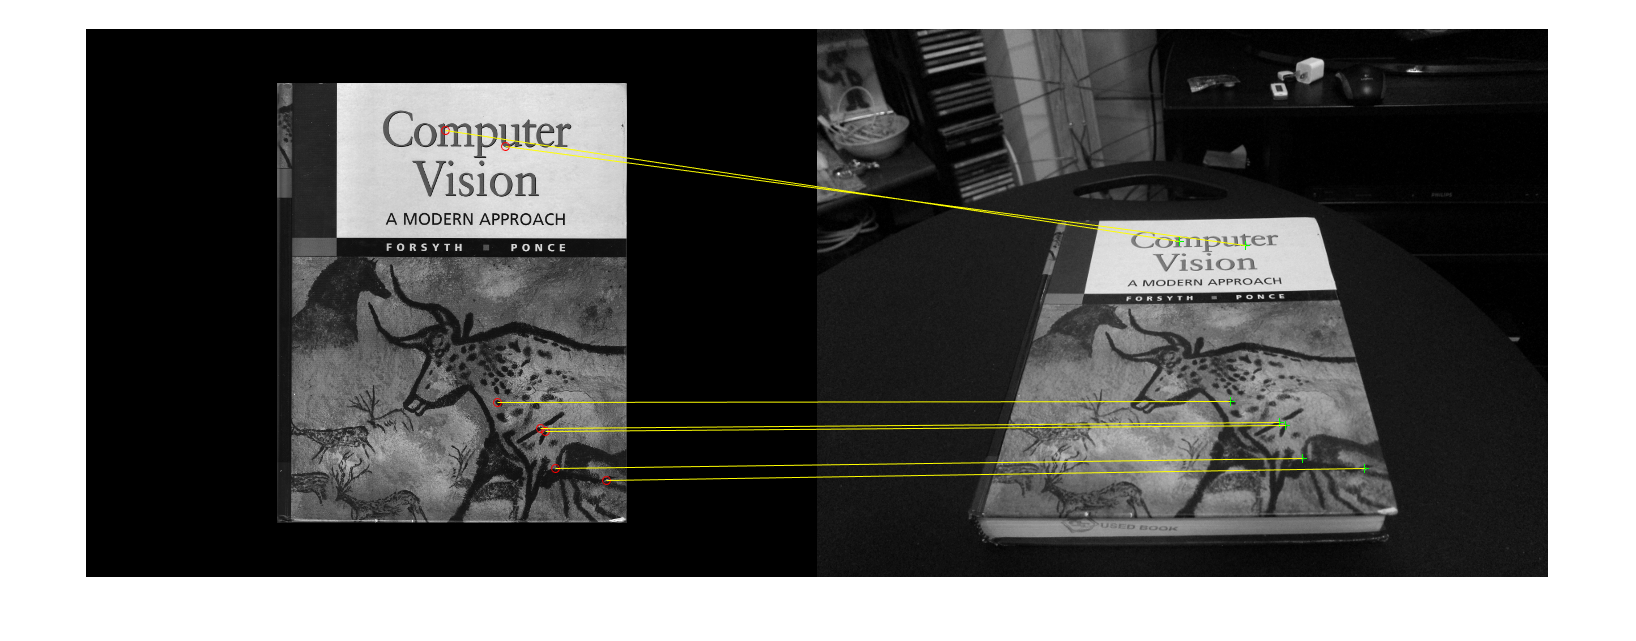 Computer
Vision
A MODERN APPROACH
FORSYTH PONCE
Computer
Vision
A MODERN APPROACH
FORSYTH PONCE
USED BOOK